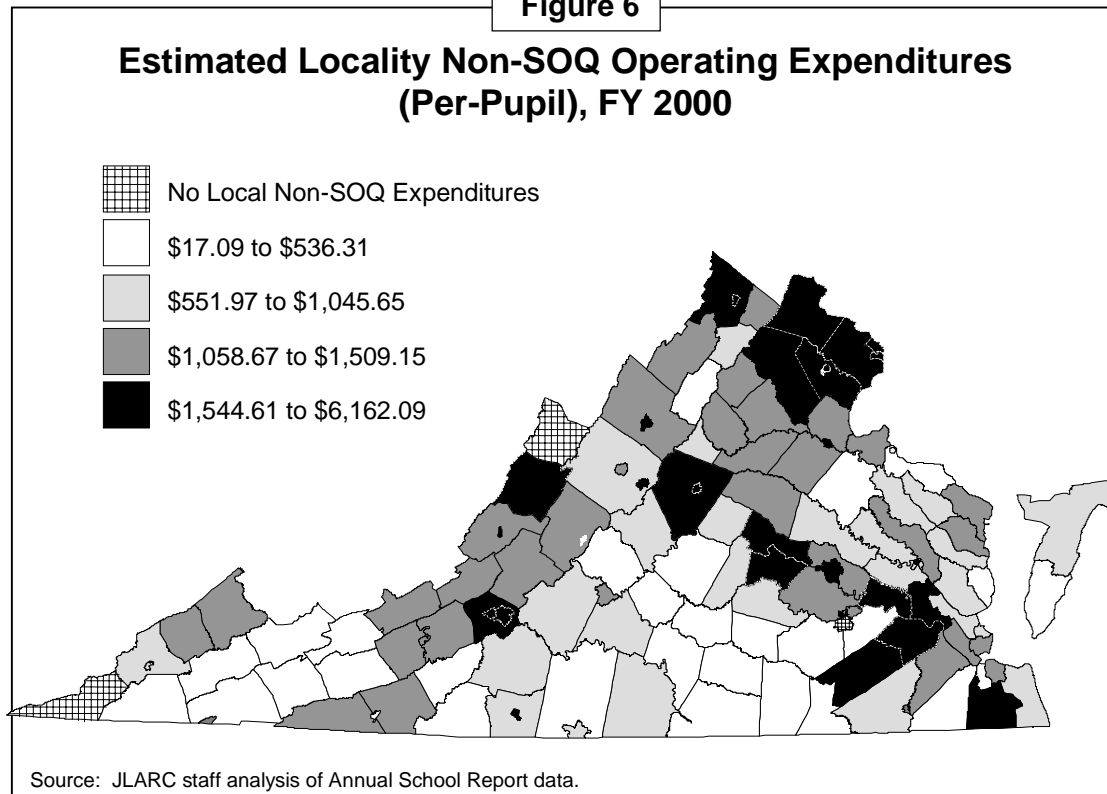 Figure 6
Estimated Locality Non-SOQ Operating Expenditures
(Per-Pupil), FY 2000
No Local Non-SOQ Expenditures
$17.09 to $536.31
$551.97 to $1,045.65
$1,058.67 to $1,509.15
$1,544.61 to $6,162.09
Source: JLARC staff analysis of Annual School Report data.